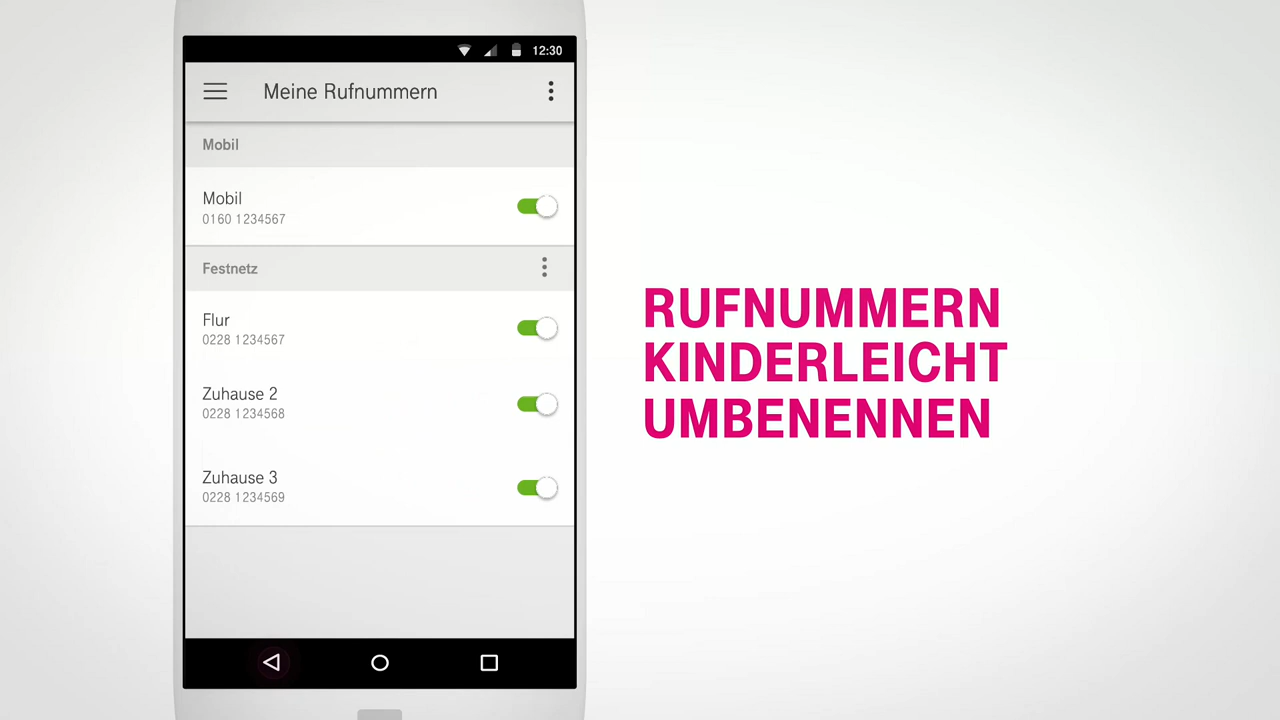 12:30
Meine Rufnummern
Mobil
Mobil
0160 1234567
Festnetz
Flur
0228 1234567
Zuhause 2
0228 1234568
Zuhause 3
0228 1234569
RUFNUMMERN
KINDERLEICHT
UMBENENNEN